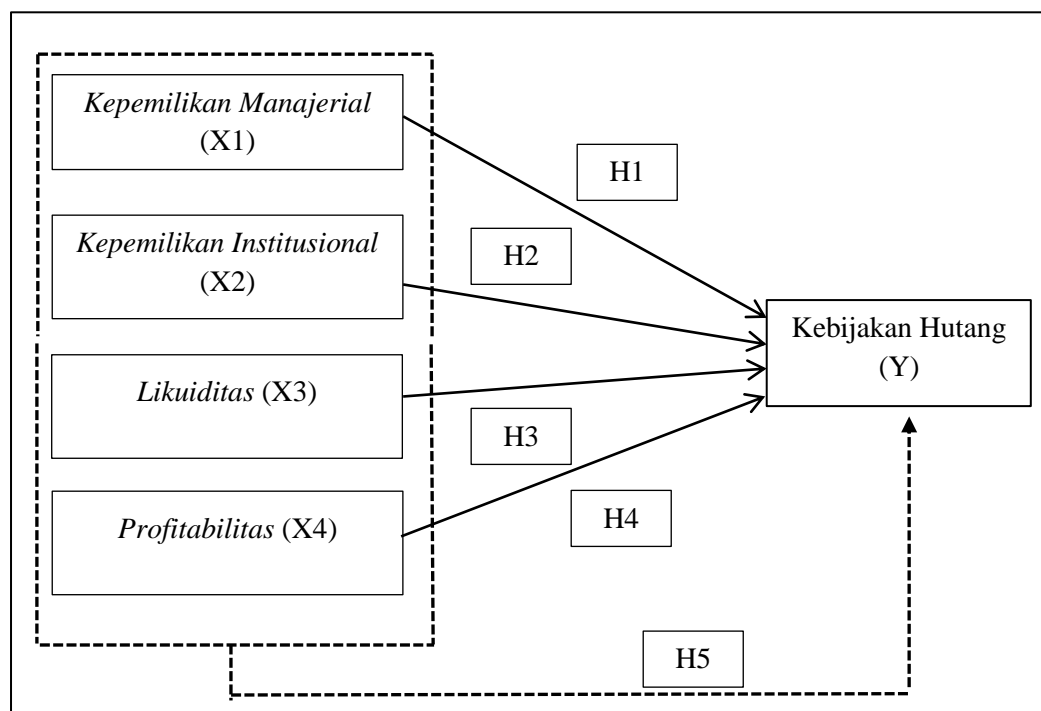 Kepemilikan Manajerial
(X1)
H1
Kepemilikan Institusional
(X2)
H2
Kebijakan Hutang
(Y)
Likuiditas (X3)
H3
Profitabilitas (X4)
H4
H5